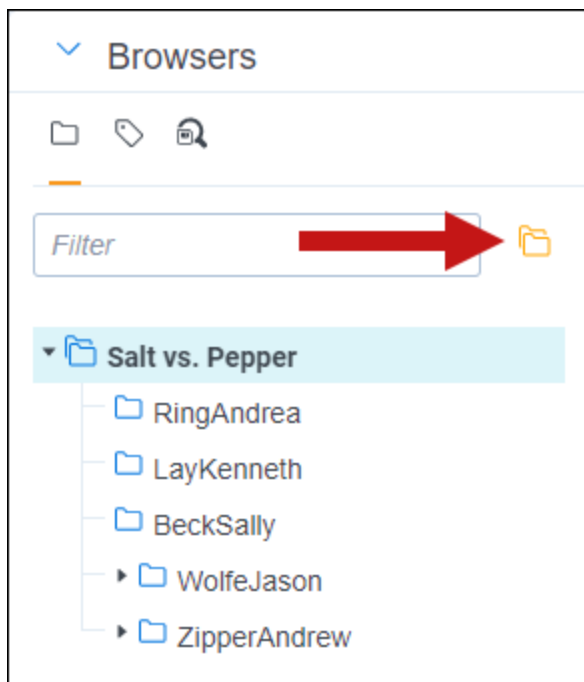 Browsers
Filter
Salt vs. Pepper
RingAndrea
LayKenneth
BeckSally
WolfeJason
ZipperAndrew